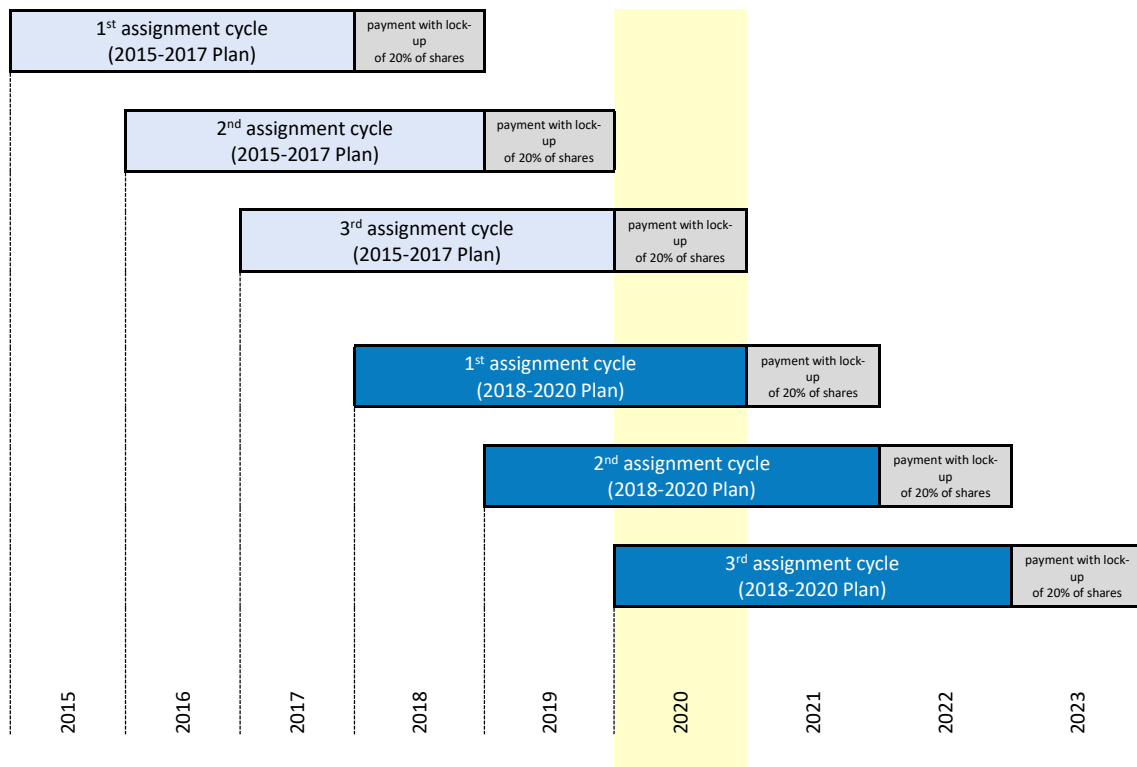 1st assignment cycle
(2015-2017 Plan)
payment with lock-
up
of 20% of shares
2nd assignment cycle
(2015-2017 Plan)
payment with lock-
up
of 20% of shares
3rd assignment cycle
(2015-2017 Plan)
payment with lock-
up
of 20% of shares
1st assignment cycle
(2018-2020 Plan)
payment with lock-
up
of 20% of shares
2nd assignment cycle
(2018-2020 Plan)
payment with lock-
up
of 20% of shares
3rd assignment cycle
(2018-2020 Plan)
payment with lock-
up
of 20% of shares
2015
2016
2017
2018
2019
2020
2021
2022
2023